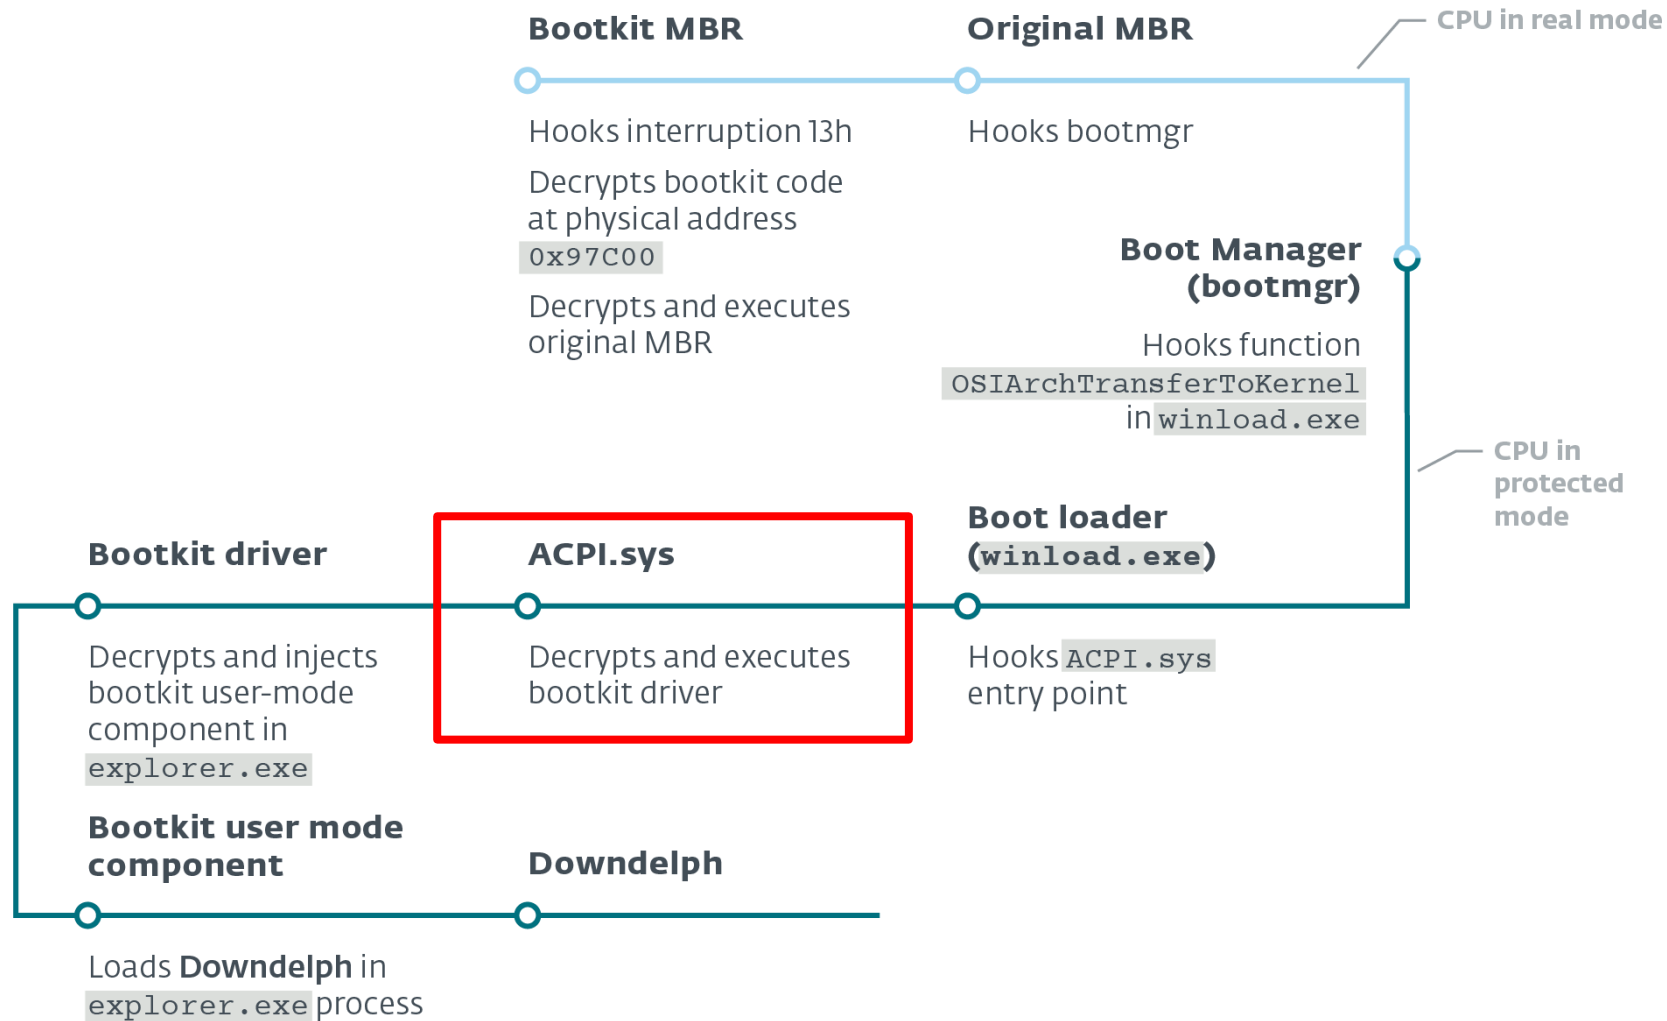 Bootkit MBR
Original MBR
CPU in real mode
Hooks interruption 13h
Decrypts bootkit code
at physical address
0x97C00
Decrypts and executes
original MBR
Hooks bootmgr
Boot Manager
(bootmgr)
Hooks function
OSIArchTransferToKernel
in winload.exe
CPU in
protected
mode
Boot loader
(winload.exe)
Hooks ACPI.sys
entry point
ACPI.sys
Decrypts and executes
bootkit driver
Bootkit driver
Decrypts and injects
bootkit user-mode
component in
explorer.exe
Bootkit user mode
component
Loads Downdelph in
explorer.exe process
Downdelph